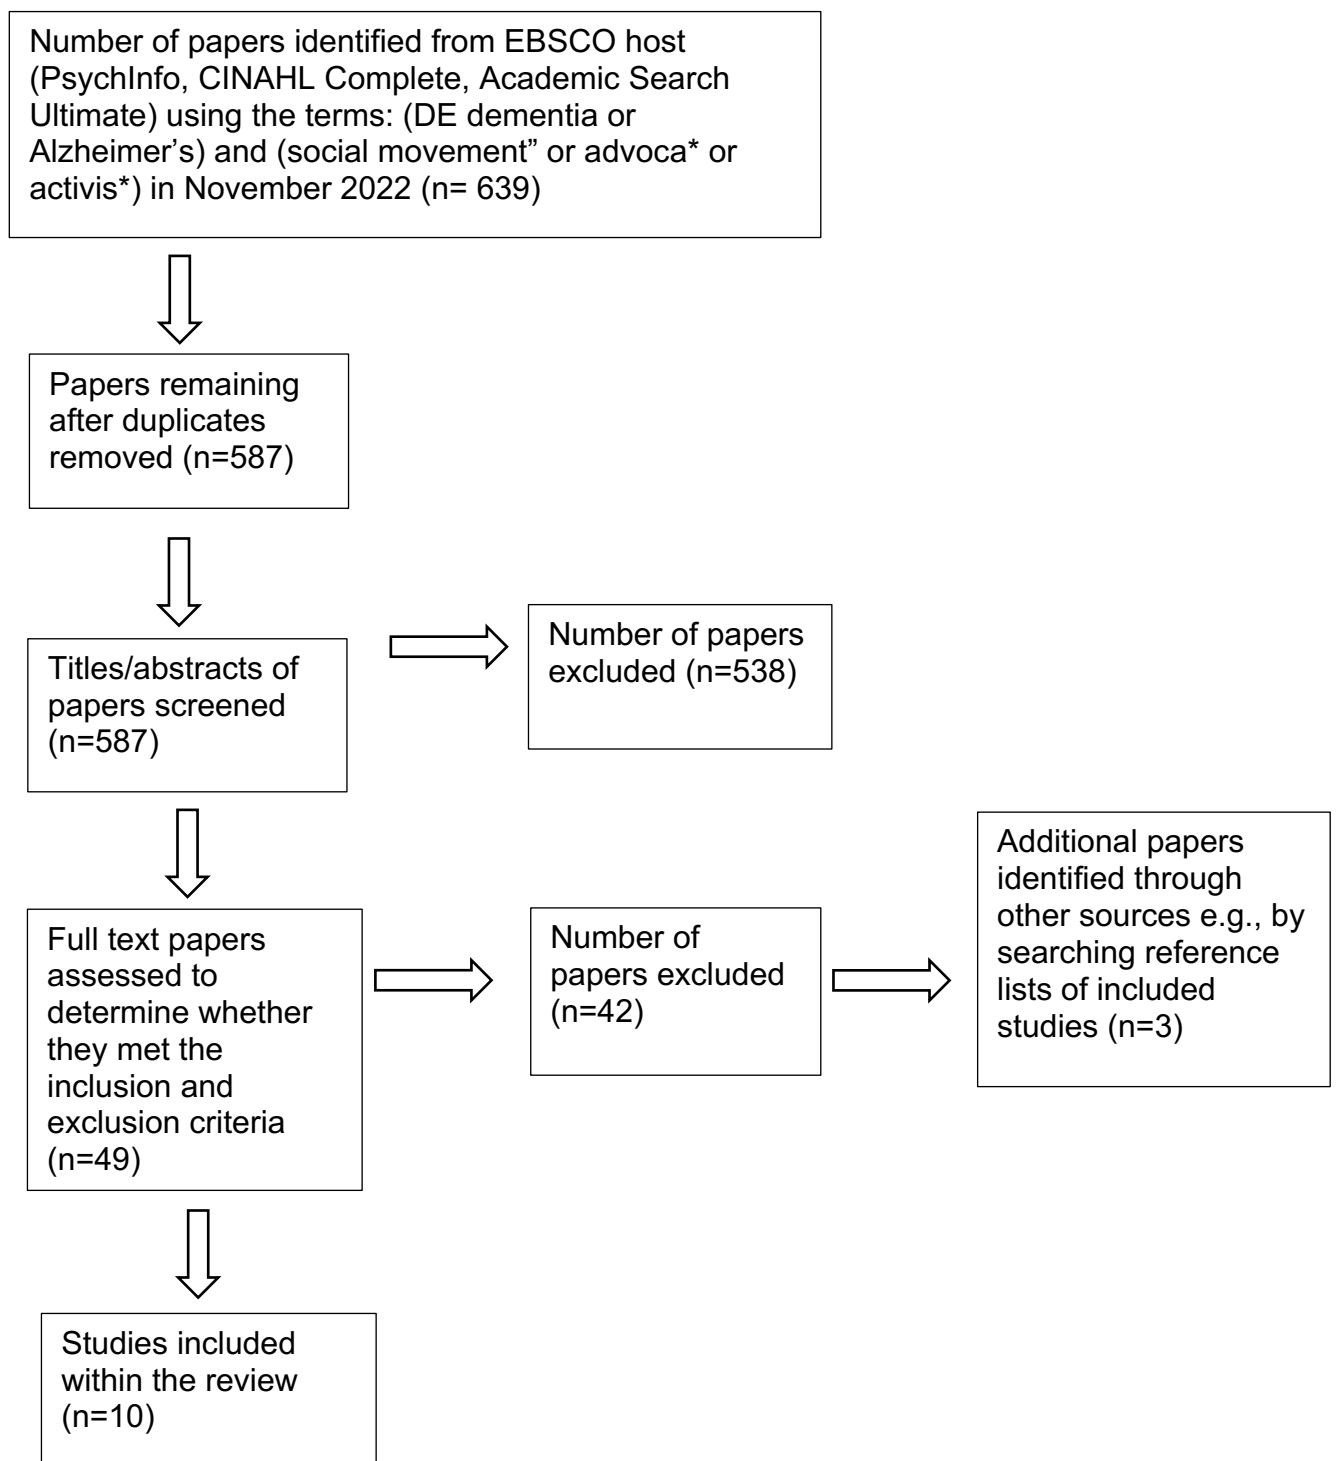 Number of papers identified from EBSCO host
(PsychInfo, CINAHL Complete, Academic Search
Ultimate) using the terms: (DE dementia or
Alzheimer’s) and (social movement” or advoca* or
activis*) in November 2022 (n= 639)
Papers remaining
after duplicates
removed (n=587)
Titles/abstracts of
papers screened
(n=587)
Number of papers
excluded (n=538)
Full text papers
assessed to
determine whether
they met the
inclusion and
exclusion criteria
(n=49)
Number of
papers excluded
(n=42)
Additional papers
identified through
other sources e.g., by
searching reference
lists of included
studies (n=3)
Studies included
within the review
(n=10)